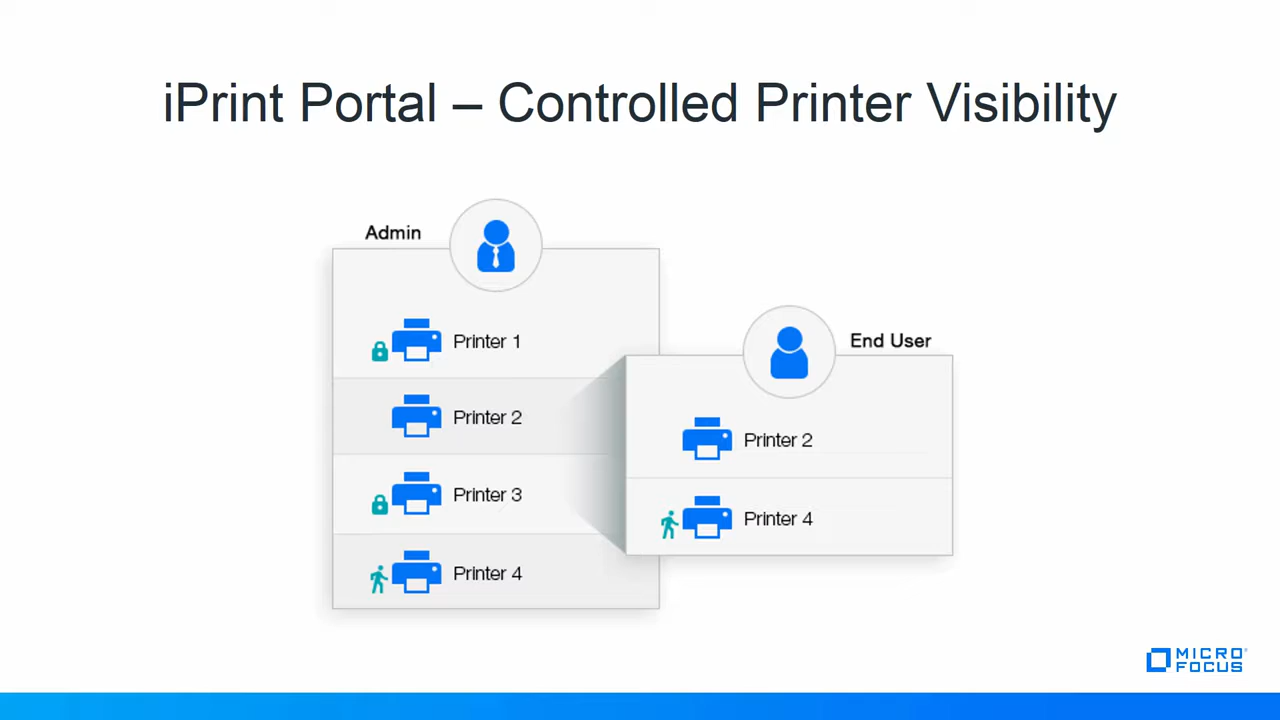 iPrint Portal – Controlled Printer Visibility
Admin
Printer 1
Printer 2
Printer 3
Printer 4
End User
Printer 2
Printer 4
MICRO
FOCUS